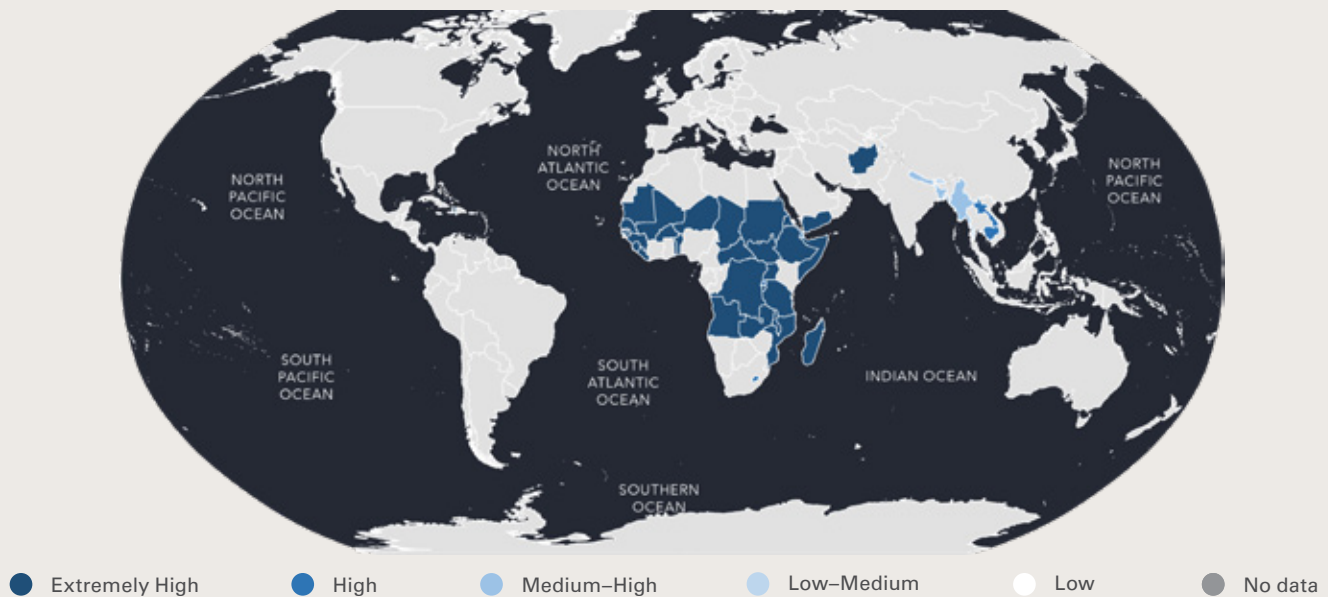 NORTH
PACIFIC
OCEAN
NORTH
ATLANTIC
OCEAN
NORTH
PACIFIC
OCEAN
SOUTH
PACIFIC
OCEAN
SOUTH
ATLANTIC
OCEAN
INDIAN OCEAN
SOUTHERN
OCEAN
Extremely High
High
Medium–High
Low–Medium
Low
No data